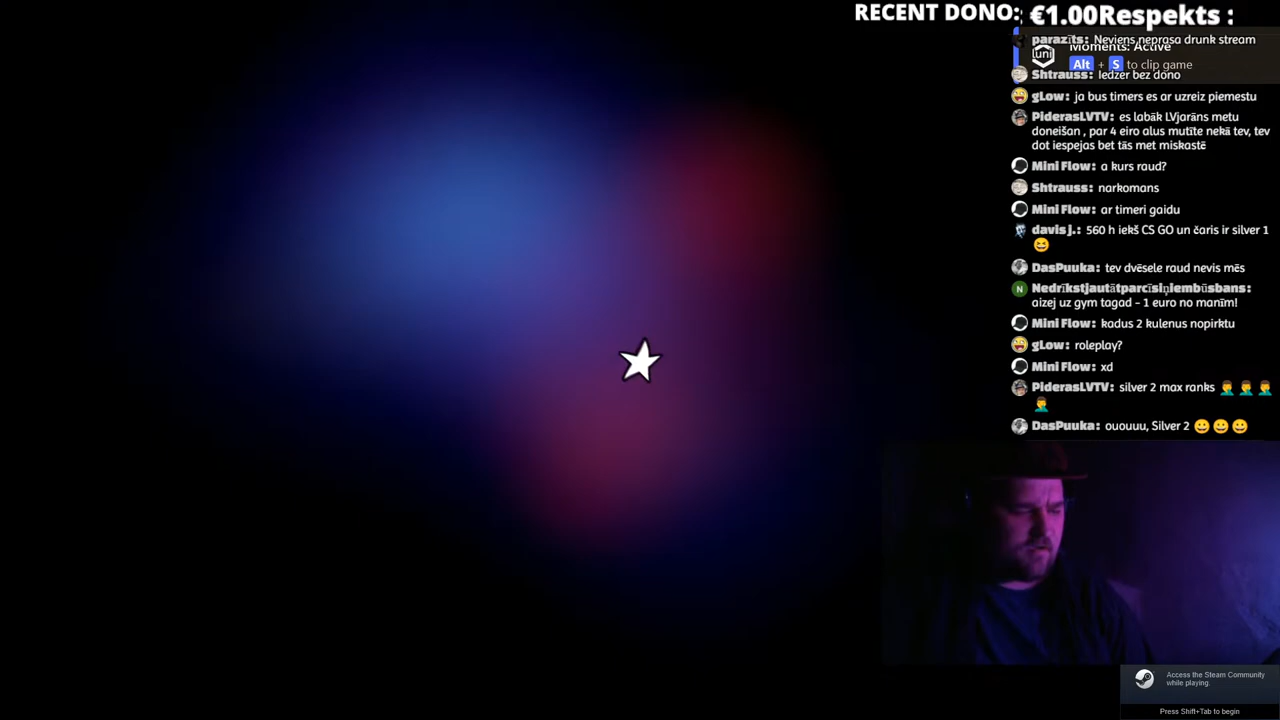 RECENT DONO: €1.00Respekts :
parazīts: Neviens neprasa drunk stream
Moments: Active
Alt + S to clip game
Shtrauss: Iedzer bez dono
gLow: ja bus timers es ar uzreiz piemestu
PiderasLVTV: es labāk LVjarāns metu
doneišan , par 4 eiro alus mutīte nekā tev, tev
dot iespejas bet tās met miskastē
Mini Flow: a kurs raud?
Shtrauss: narkomans
Mini Flow: ar timeri gaidu
davis j.: 560 h iekš CS GO un čaris ir silver 1
😆
DasPuuka: tev dvēsele raud nevis mēs
N
Nedrīkstjautātparcīsiņiembūsbans:
aizej uz gym tagad - 1 euro no manīm!
Mini Flow: kadus 2 kulenus nopirktu
gLow: roleplay?
Mini Flow: xd
PiderasLVTV: silver 2 max ranks 🤦‍♂️ 🤦‍♂️ 🤦‍♂️
🤦‍♂️
DasPuuka: ououuu, Silver 2 😀 😀 😀
Access the Steam Community
while playing.
Press Shift+Tab to begin